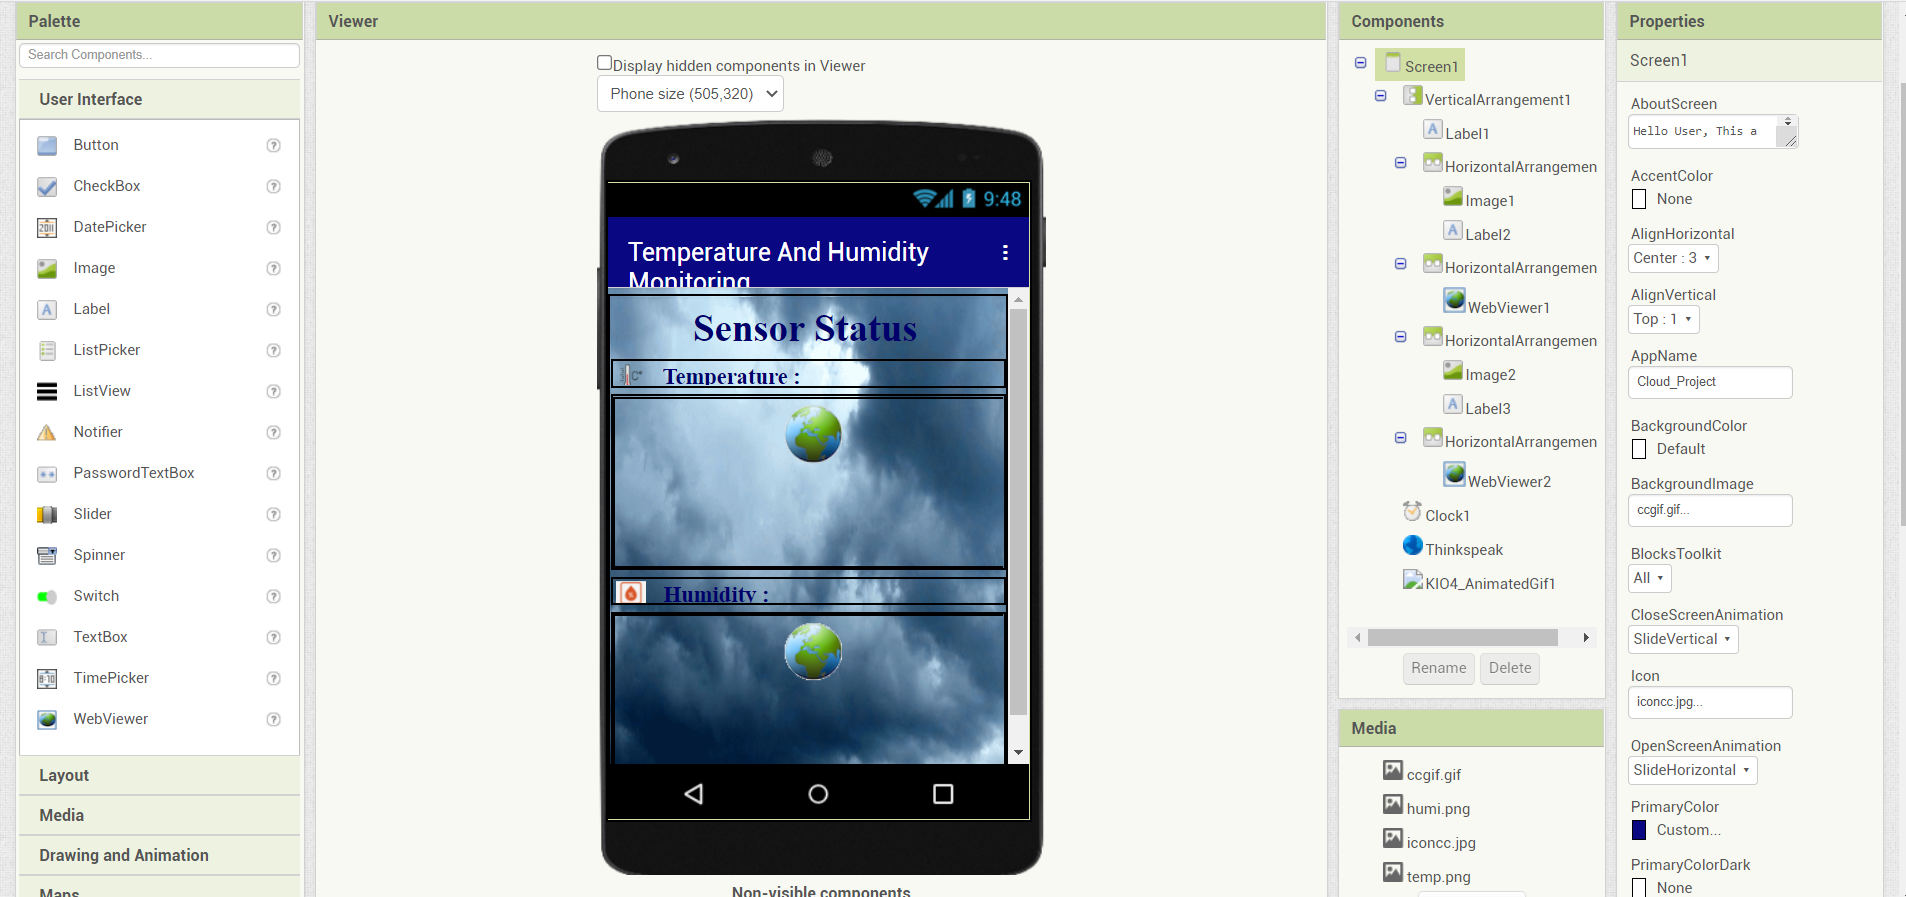 Palette
Search Components...
User Interface
Button
CheckBox
DatePicker
Image
Label
ListPicker
ListView
Notifier
PasswordTextBox
Slider
Spinner
Switch
TextBox
TimePicker
WebViewer
Layout
Media
Drawing and Animation
Maps
Viewer
Display hidden components in Viewer
Phone size (505,320)
9:48
Temperature And Humidity
Monitoring
Sensor Status
Temperature :
Humidity :
Non-visible components
Components
Screen1
VerticalArrangement1
Label1
HorizontalArrangemen
Image1
Label2
HorizontalArrangemen
WebViewer1
HorizontalArrangemen
Image2
Label3
HorizontalArrangemen
WebViewer2
Clock1
Thinkspeak
KIO4_AnimatedGif1
Rename
Delete
Media
ccgif.gif
humi.png
iconcc.jpg
temp.png
Properties
Screen1
AboutScreen
Hello User, This a
AccentColor
None
AlignHorizontal
Center : 3
AlignVertical
Top : 1
AppName
Cloud_Project
BackgroundColor
Default
BackgroundImage
ccgif.gif...
BlocksToolkit
All
CloseScreenAnimation
SlideVertical
Icon
iconcc.jpg...
OpenScreenAnimation
SlideHorizontal
PrimaryColor
Custom...
PrimaryColorDark
None